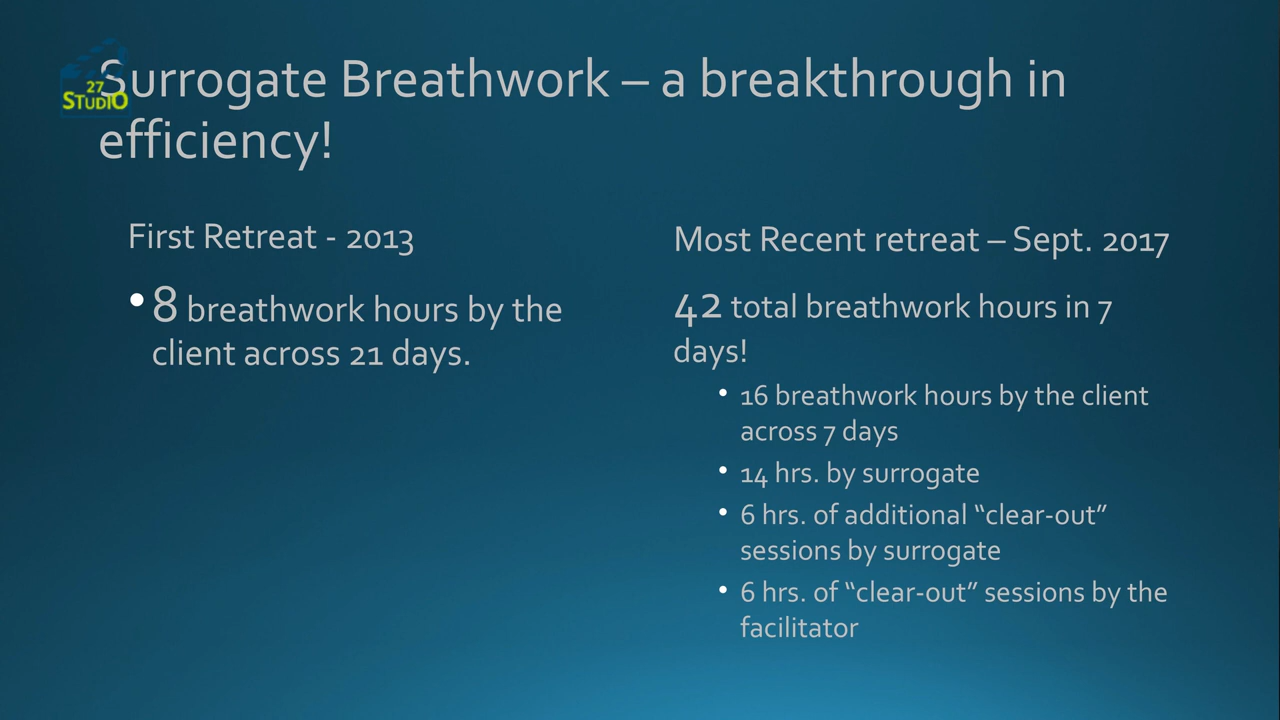 27
STUDIO
Surrogate Breathwork – a breakthrough in
efficiency!
First Retreat - 2013
• 8 breathwork hours by the
client across 21 days.
Most Recent retreat – Sept. 2017
42 total breathwork hours in 7
days!
• 16 breathwork hours by the client
across 7 days
• 14 hrs. by surrogate
• 6 hrs. of additional “clear-out”
sessions by surrogate
• 6 hrs. of “clear-out” sessions by the
facilitator